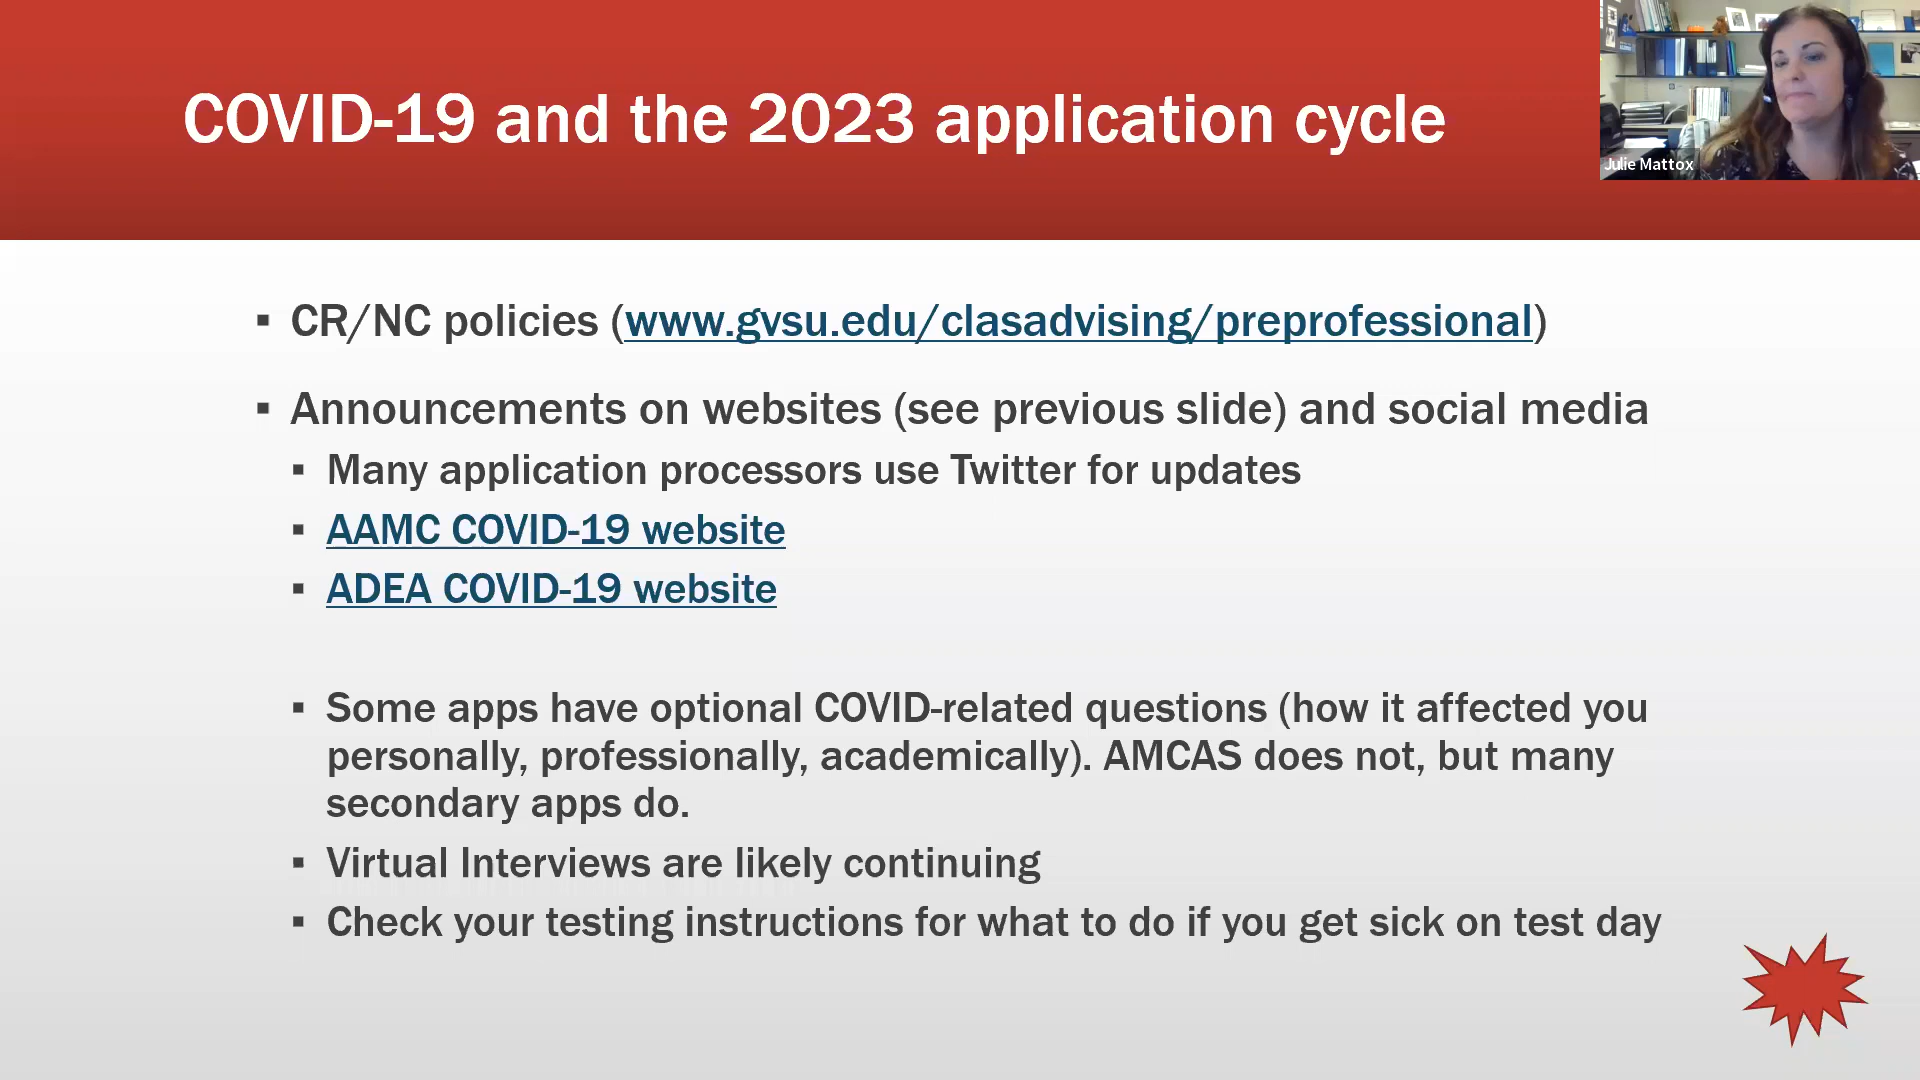 COVID-19 and the 2023 application cycle
Julie Mattox
▪ CR/NC policies (www.gvsu.edu/clasadvising/preprofessional)
▪ Announcements on websites (see previous slide) and social media
▪ Many application processors use Twitter for updates
▪ AAMC COVID-19 website
▪ ADEA COVID-19 website
▪ Some apps have optional COVID-related questions (how it affected you
personally, professionally, academically). AMCAS does not, but many
secondary apps do.
▪ Virtual Interviews are likely continuing
▪ Check your testing instructions for what to do if you get sick on test day